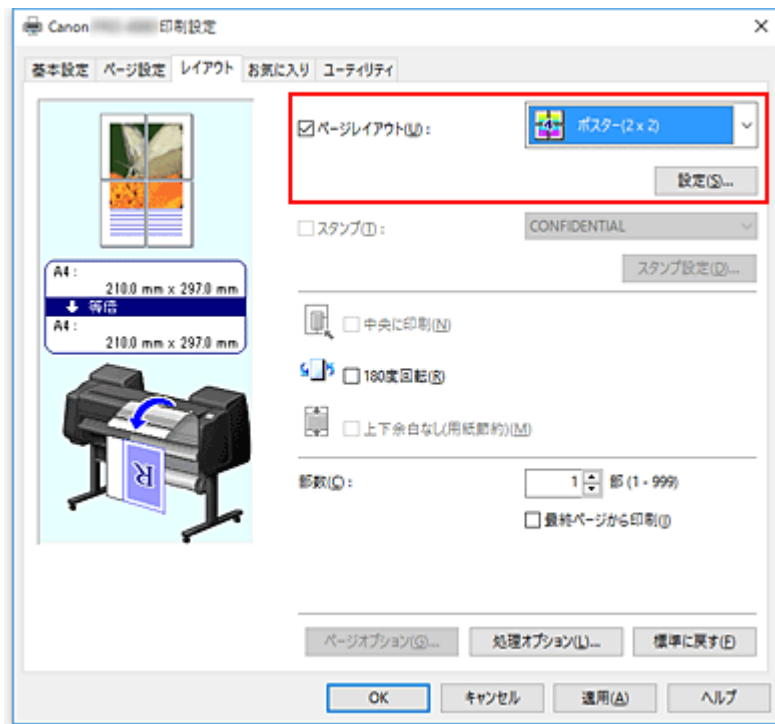 Canon 印刷設定
基本設定 ページ設定 レイアウト お気に入り ユーティリティ
ページレイアウト(U): ポスター(2 x 2)
設定(S)...
スタンプ(T): CONFIDENTIAL
スタンプ設定(D)...
A4:
210.0 mm x 297.0 mm
等倍
A4:
210.0 mm x 297.0 mm
中央に印刷(N)
180度回転(R)
上下余白なし(用紙節約)(M)
R
部数(C): 1 部 (1 - 999)
最終ページから印刷(I)
ページオプション(G)... 処理オプション(L)... 標準に戻す(F)
OK キャンセル 適用(A) ヘルプ